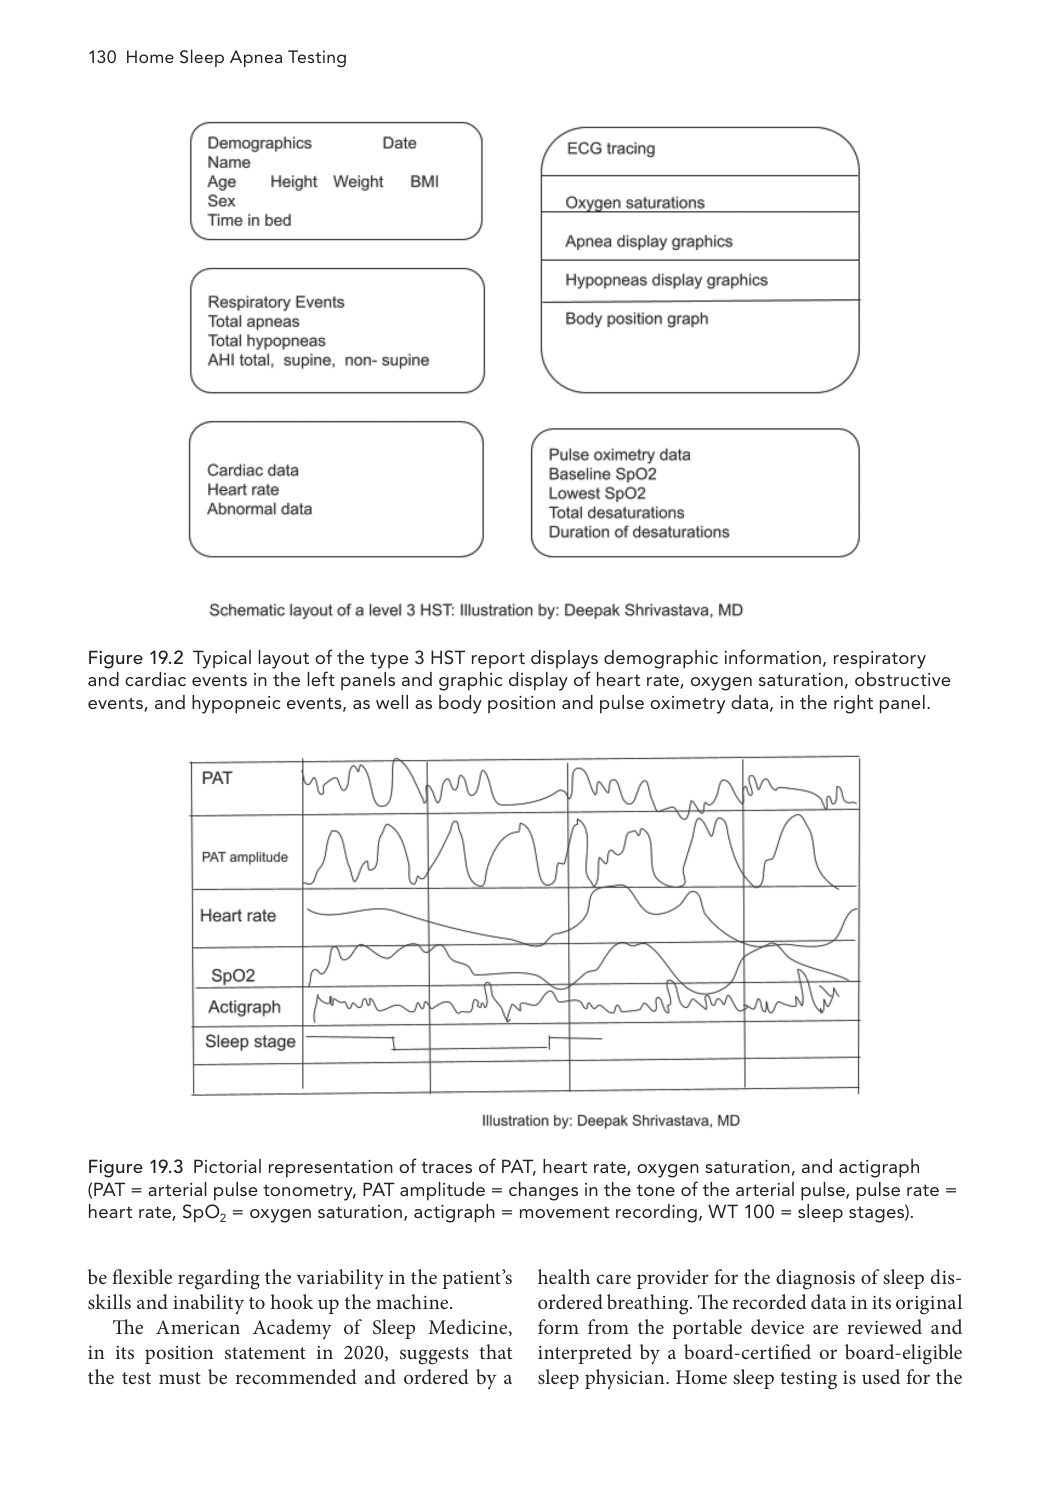 130 Home Sleep Apnea Testing
Demographics Date
Name
Age Height Weight BMI
Sex
Time in bed
Respiratory Events
Total apneas
Total hypopneas
AHI total, supine, non- supine
Cardiac data
Heart rate
Abnormal data
ECG tracing
Oxygen saturations
Apnea display graphics
Hypopneas display graphics
Body position graph
Pulse oximetry data
Baseline SpO2
Lowest SpO2
Total desaturations
Duration of desaturations
Schematic layout of a level 3 HST: Illustration by: Deepak Shrivastava, MD
Figure 19.2 Typical layout of the type 3 HST report displays demographic information, respiratory
and cardiac events in the left panels and graphic display of heart rate, oxygen saturation, obstructive
events, and hypopneic events, as well as body position and pulse oximetry data, in the right panel.
PAT
PAT amplitude
Heart rate
SpO2
Actigraph
Sleep stage
Illustration by: Deepak Shrivastava, MD
Figure 19.3 Pictorial representation of traces of PAT, heart rate, oxygen saturation, and actigraph
(PAT = arterial pulse tonometry, PAT amplitude = changes in the tone of the arterial pulse, pulse rate =
heart rate, SpO₂ = oxygen saturation, actigraph = movement recording, WT 100 = sleep stages).
be flexible regarding the variability in the patient's
skills and inability to hook up the machine.
The American Academy of Sleep Medicine,
in its position statement in 2020, suggests that
the test must be recommended and ordered by a
health care provider for the diagnosis of sleep dis-
ordered breathing. The recorded data in its original
form from the portable device are reviewed and
interpreted by a board-certified or board-eligible
sleep physician. Home sleep testing is used for the